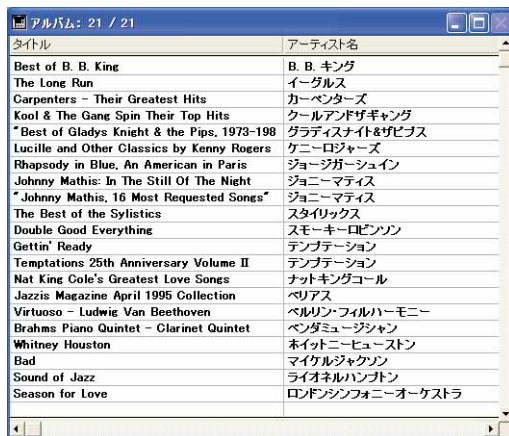 アルバム: 21 / 21
タイトル アーティスト名
Best of B. B. King B. B. キング
The Long Run イーグルス
Carpenters - Their Greatest Hits カーペンターズ
Kool & The Gang Spin Their Top Hits クールアンドザギャング
"Best of Gladys Knight & the Pips, 1973-198 グラディスナイト&ザピプス
Lucille and Other Classics by Kenny Rogers ケニーロジャーズ
Rhapsody in Blue, An American in Paris ジョージガーシュイン
Johnny Mathis: In The Still Of The Night ジョニーマティス
"Johnny Mathis, 16 Most Requested Songs" ジョニーマティス
The Best of the Sylistics スタイリックス
Double Good Everything スモーキーロビンソン
Gettin' Ready テンプテーション
Temptations 25th Anniversary Volume II テンプテーション
Nat King Cole's Greatest Love Songs ナットキングコール
Jazzis Magazine April 1995 Collection ベリアス
Virtuoso - Ludwig Van Beethoven ベルリン・フィルハーモニー
Brahms Piano Quintet - Clarinet Quintet ベンダミュージシャン
Whitney Houston ホイットニーヒューストン
Bad マイケルジャクソン
Sound of Jazz ライオネルハンプトン
Season for Love ロンドンシンフォニーオーケストラ